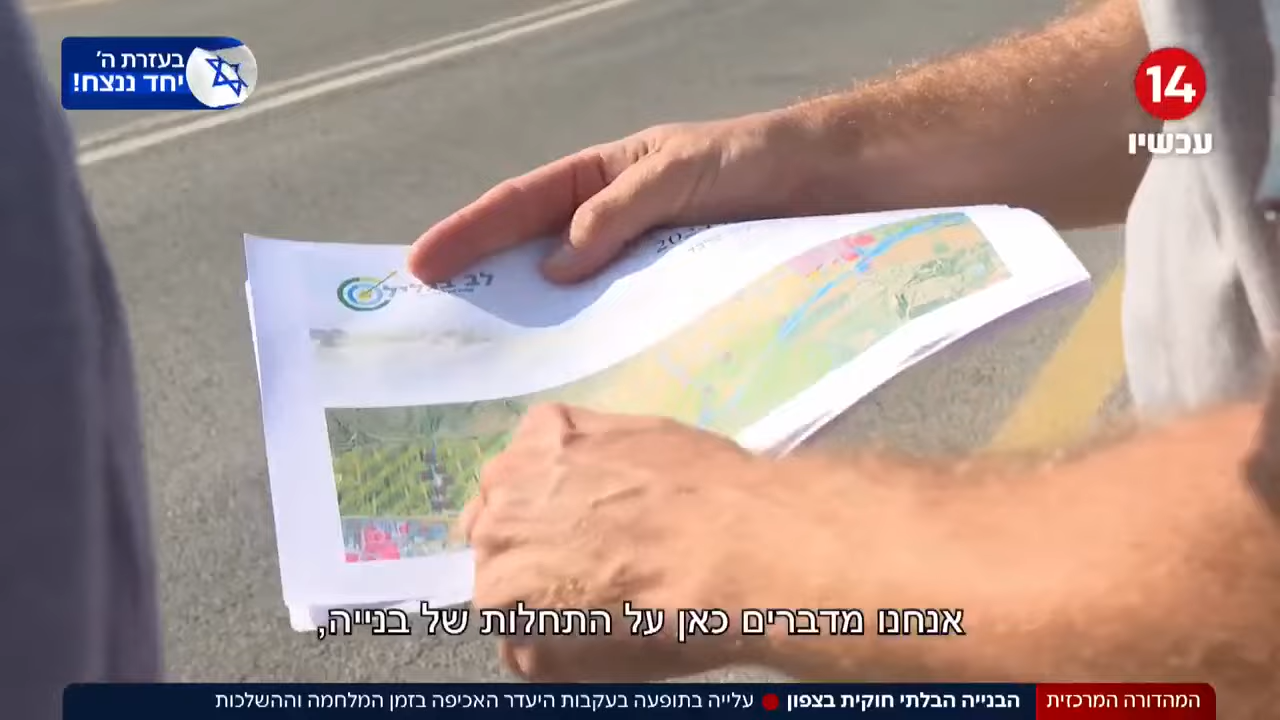 בעזרת ה'
יחד ננצח!
14
עכשיו
לב
אנחנו מדברים כאן על התחלות של בנייה,
המהדורה המרכזית
הבנייה הבלתי חוקית בצפון • עלייה בתופעה בעקבות היעדר האכיפה בזמן המלחמה וההשלכות